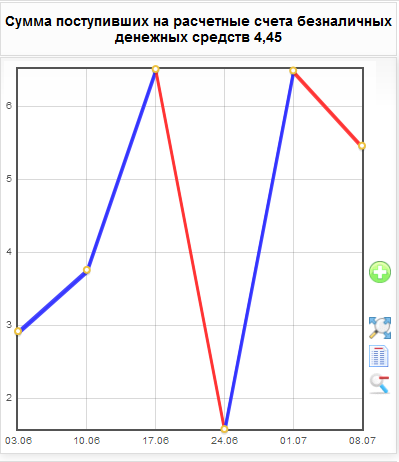 Сумма поступивших на расчетные счета безналичных
денежных средств 4,45
6
5
4
3
2
03.06 10.06 17.06 24.06 01.07 08.07